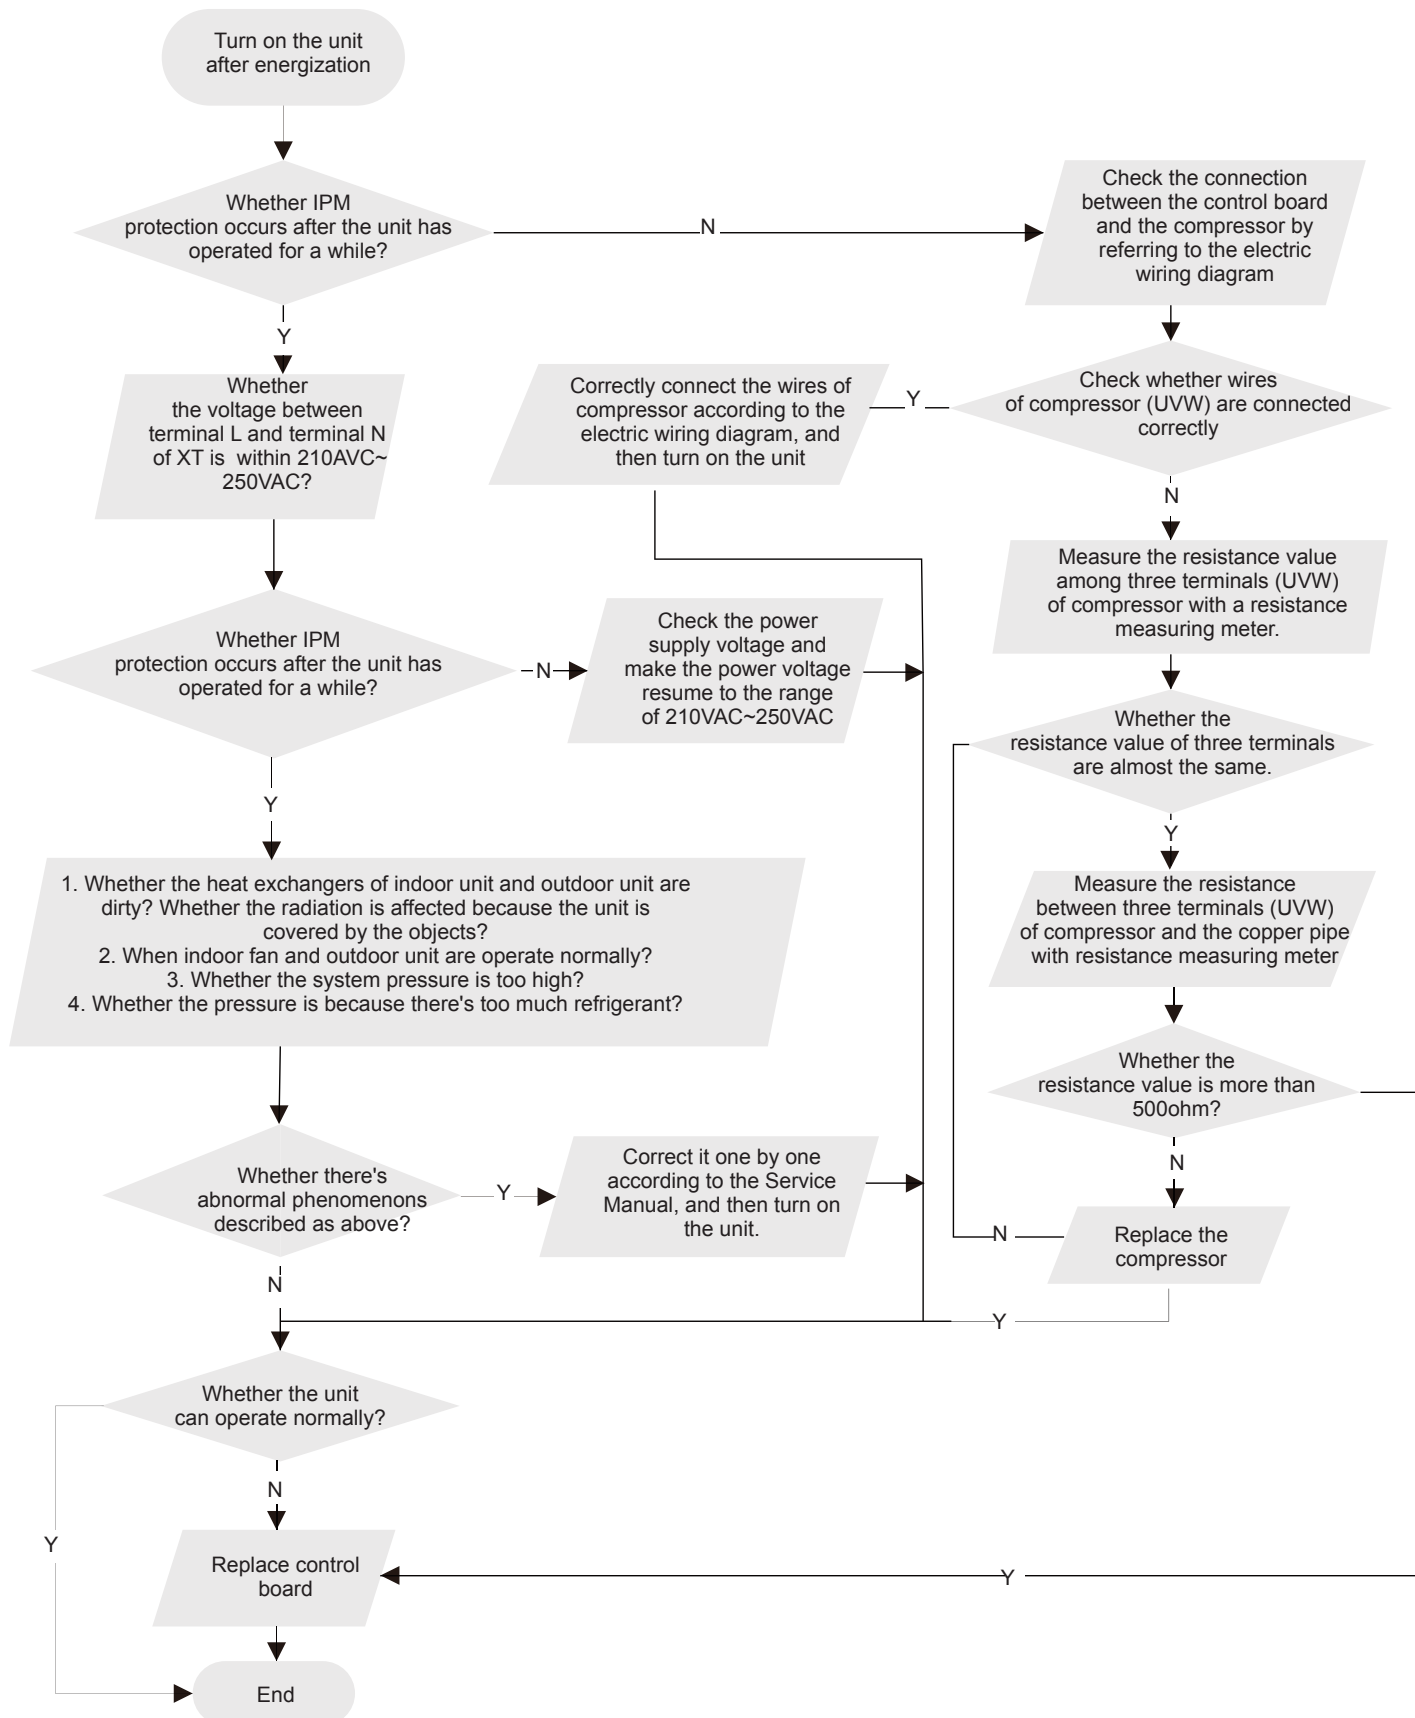 Turn on the unit
after energization
Whether IPM
protection occurs after the unit has
operated for a while?
N
Check the connection
between the control board
and the compressor by
referring to the electric
wiring diagram
Y
Whether
the voltage between
terminal L and terminal N
of XT is within 210AVC~
250VAC?
Correctly connect the wires of
compressor according to the
electric wiring diagram, and
then turn on the unit
Y
Check whether wires
of compressor (UVW) are connected
correctly
N
Measure the resistance value
among three terminals (UVW)
of compressor with a resistance
measuring meter.
Whether IPM
protection occurs after the unit has
operated for a while?
N
Check the power
supply voltage and
make the power voltage
resume to the range
of 210VAC~250VAC
Whether the
resistance value of three terminals
are almost the same.
Y
Y
1. Whether the heat exchangers of indoor unit and outdoor unit are
dirty? Whether the radiation is affected because the unit is
covered by the objects?
2. When indoor fan and outdoor unit are operate normally?
3. Whether the system pressure is too high?
4. Whether the pressure is because there's too much refrigerant?
Measure the resistance
between three terminals (UVW)
of compressor and the copper pipe
with resistance measuring meter
Whether the
resistance value is more than
500ohm?
N
Whether there's
abnormal phenomenons
described as above?
Y
Correct it one by one
according to the Service
Manual, and then turn on
the unit.
N
Replace the
compressor
N
Y
Whether the unit
can operate normally?
N
Y
Replace control
board
Y
End